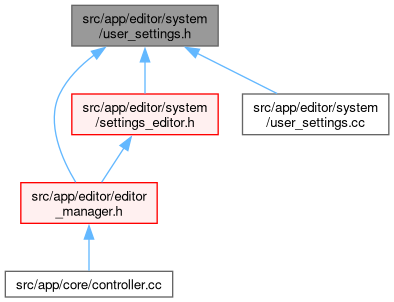 src/app/editor/system
/user_settings.h
src/app/editor/system
/settings_editor.h
src/app/editor/system
/user_settings.cc
src/app/editor/editor
_manager.h
src/app/core/controller.cc